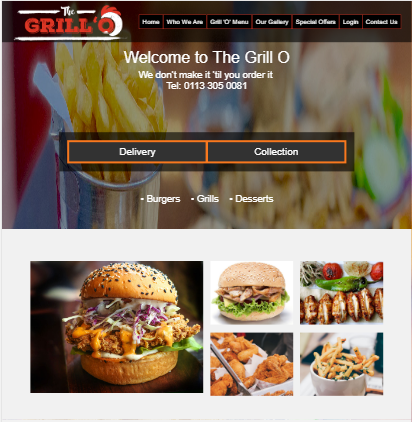 The
GRILL'O
Home Who We Are Grill 'O' Menu Our Gallery Special Offers Login Contact Us
Welcome to The Grill O
We don't make it 'til you order it
Tel: 0113 305 0081
Delivery Collection
- Burgers - Grills - Desserts